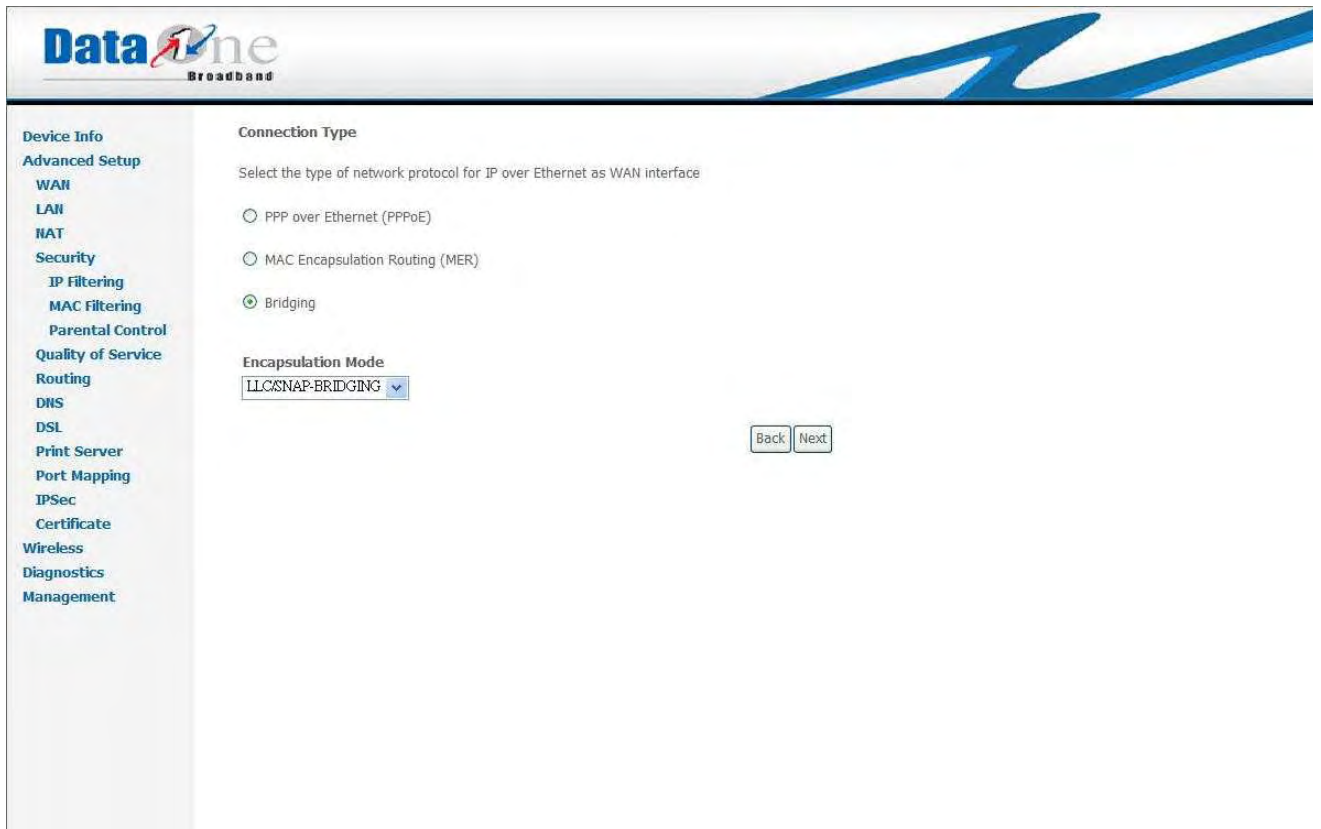 DataOne
Broadband
Device Info
Advanced Setup
WAN
LAN
NAT
Security
IP Filtering
MAC Filtering
Parental Control
Quality of Service
Routing
DNS
DSL
Print Server
Port Mapping
IPSec
Certificate
Wireless
Diagnostics
Management
Connection Type
Select the type of network protocol for IP over Ethernet as WAN interface
PPP over Ethernet (PPPoE)
MAC Encapsulation Routing (MER)
Bridging
Encapsulation Mode
LLC/SNAP-BRIDGING
Back Next